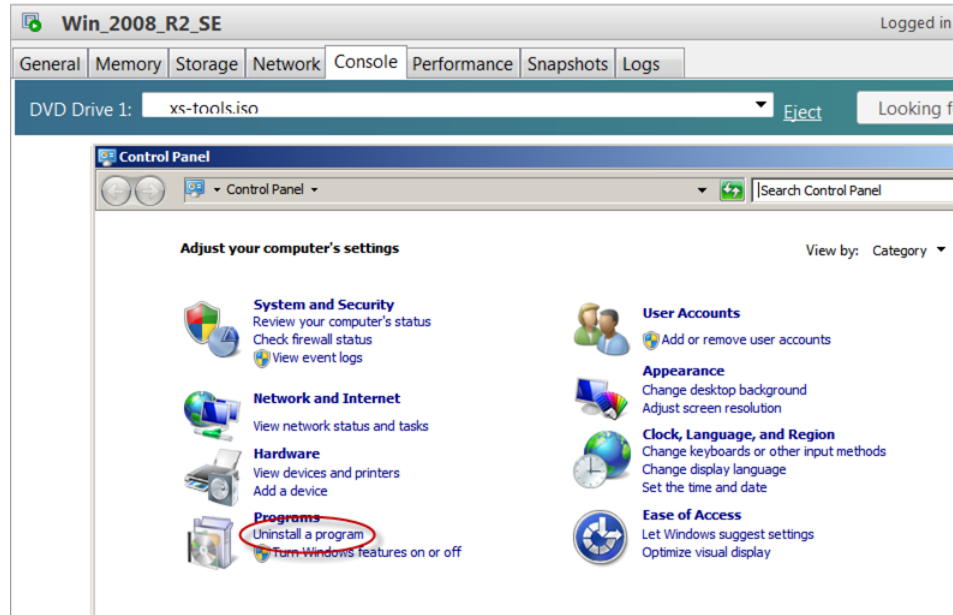 Win_2008_R2_SE
Logged in
General Memory Storage Network Console Performance Snapshots Logs
DVD Drive 1: xs-tools.iso Eject Looking f
Control Panel
Control Panel Search Control Panel
Adjust your computer's settings
View by: Category
System and Security
Review your computer's status
Check firewall status
View event logs
Network and Internet
View network status and tasks
Hardware
View devices and printers
Add a device
Programs
Uninstall a program
Turn Windows features on or off
User Accounts
Add or remove user accounts
Appearance
Change desktop background
Adjust screen resolution
Clock, Language, and Region
Change keyboards or other input methods
Change display language
Set the time and date
Ease of Access
Let Windows suggest settings
Optimize visual display